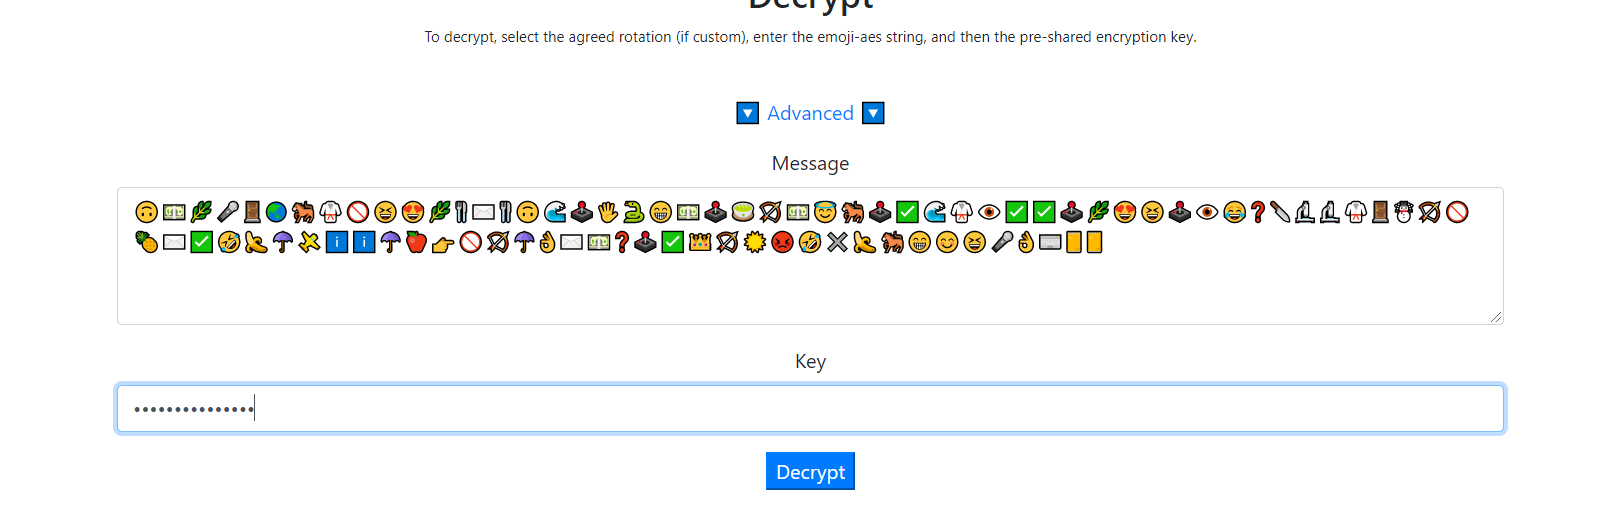 Decrypt
To decrypt, select the agreed rotation (if custom), enter the emoji-aes string, and then the pre-shared encryption key.
🔽 Advanced 🔽
Message
🙃💵🌿🎤🚪🌏🐎🥋🚫😆😍🌿🍴✉🍴🙃🌊🕹🖐🐍😁💵🕹🍵🏹💵😇🐎🕹✅🌊🥋👁✅✅🕹🌿😍😆🕹👁😂❓🔪⛸⛸🥋🚪☃🏹🚫
🍍✉✅🤣💪☂🛩ℹℹ☂🍎👉🚫🏹☂👌✉💵❓🕹✅👑🏹☀😡🤣✖💪🐎😁😊😆🎤👌⌨📒📒
Key
•••••••••••••••
Decrypt